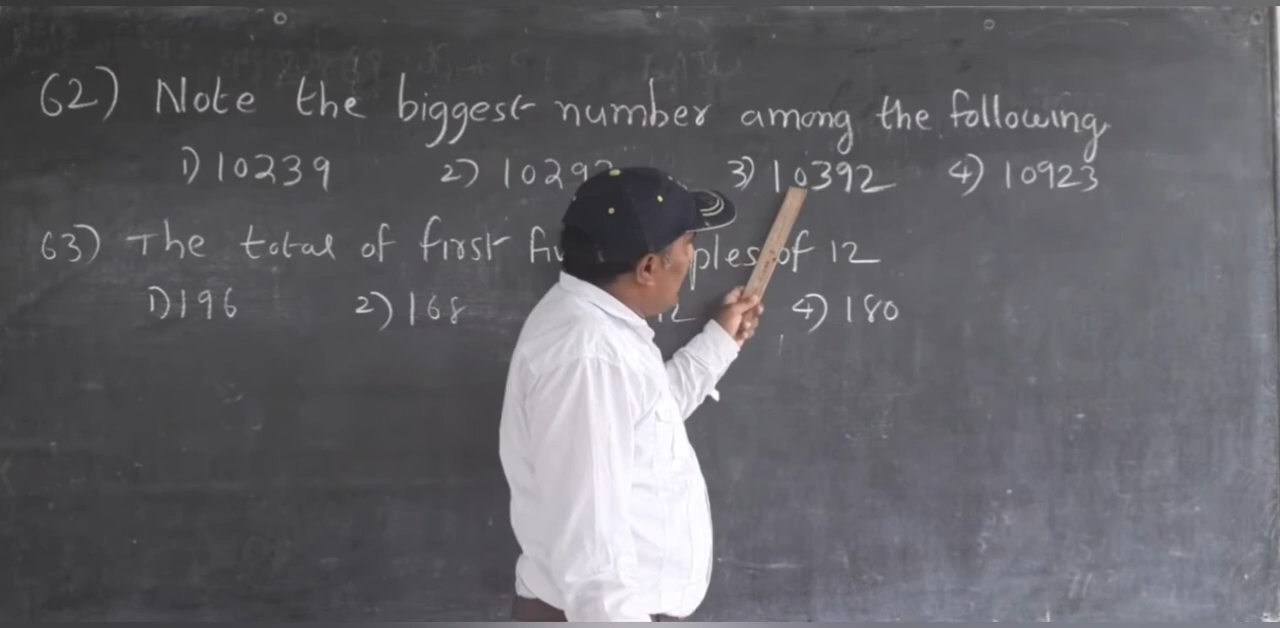 62) Note the biggest number among the following
1) 10239 2) 1029 3) 10392 4) 10923
63) The total of first of 12
1) 196 2) 168 4) 180